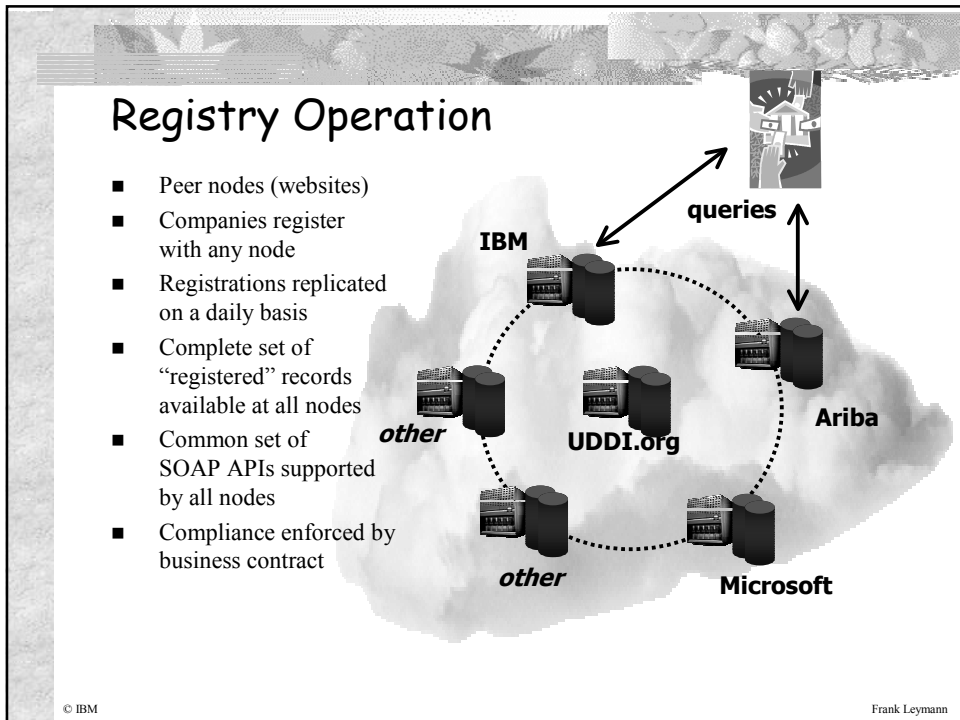 Registry Operation
■ Peer nodes (websites)
■ Companies register
with any node
■ Registrations replicated
on a daily basis
■ Complete set of
“registered” records
available at all nodes
■ Common set of
SOAP APIs supported
by all nodes
■ Compliance enforced by
business contract
queries
IBM
Ariba
other
UDDI.org
other
Microsoft
© IBM
Frank Leymann